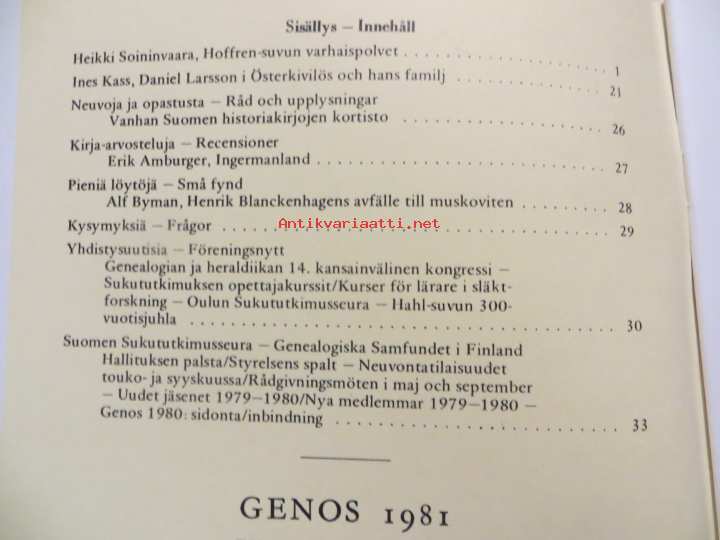 Sisällys — Innehåll
Heikki Soininvaara, Hoffren-suvun varhaispolvet . . . . . . . . . . . . . . . . . 1
Ines Kass, Daniel Larsson i Österkivilös och hans familj . . . . . . . . . . . . 21
Neuvoja ja opastusta — Råd och upplysningar
Vanhan Suomen historiakirjojen kortisto . . . . . . . . . . . . . . . . . 26
Kirja-arvosteluja — Recensioner
Erik Amburger, Ingermanland . . . . . . . . . . . . . . . . . . . . . . . . 27
Pieniä löytöjä — Små fynd
Alf Byman, Henrik Blanckenhagens avfälle till muskoviten . . . . . . . . . 28
Kysymyksiä — Frågor . . . . . . . . . . . . . . . . . . . . . . . . . . . . . . . . 29
Antikvariaatti.net
Yhdistysuutisia — Föreningsnytt
Genealogian ja heraldiikan 14. kansainvälinen kongressi —
Sukututkimuksen opettajakurssit/Kurser för lärare i släkt-
forskning — Oulun Sukututkimusseura — Hahl-suvun 300-
vuotisjuhla . . . . . . . . . . . . . . . . . . . . . . . . . . . . . . . . . . . 30
Suomen Sukututkimusseura — Genealogiska Samfundet i Finland
Hallituksen palsta/Styrelsens spalt — Neuvontatilaisuudet
touko- ja syyskuussa/Rådgivningsmöten i maj och september
— Uudet jäsenet 1979—1980/Nya medlemmar 1979—1980 —
Genos 1980: sidonta/inbindning . . . . . . . . . . . . . . . . . . . . . . . 33
GENOS 1981